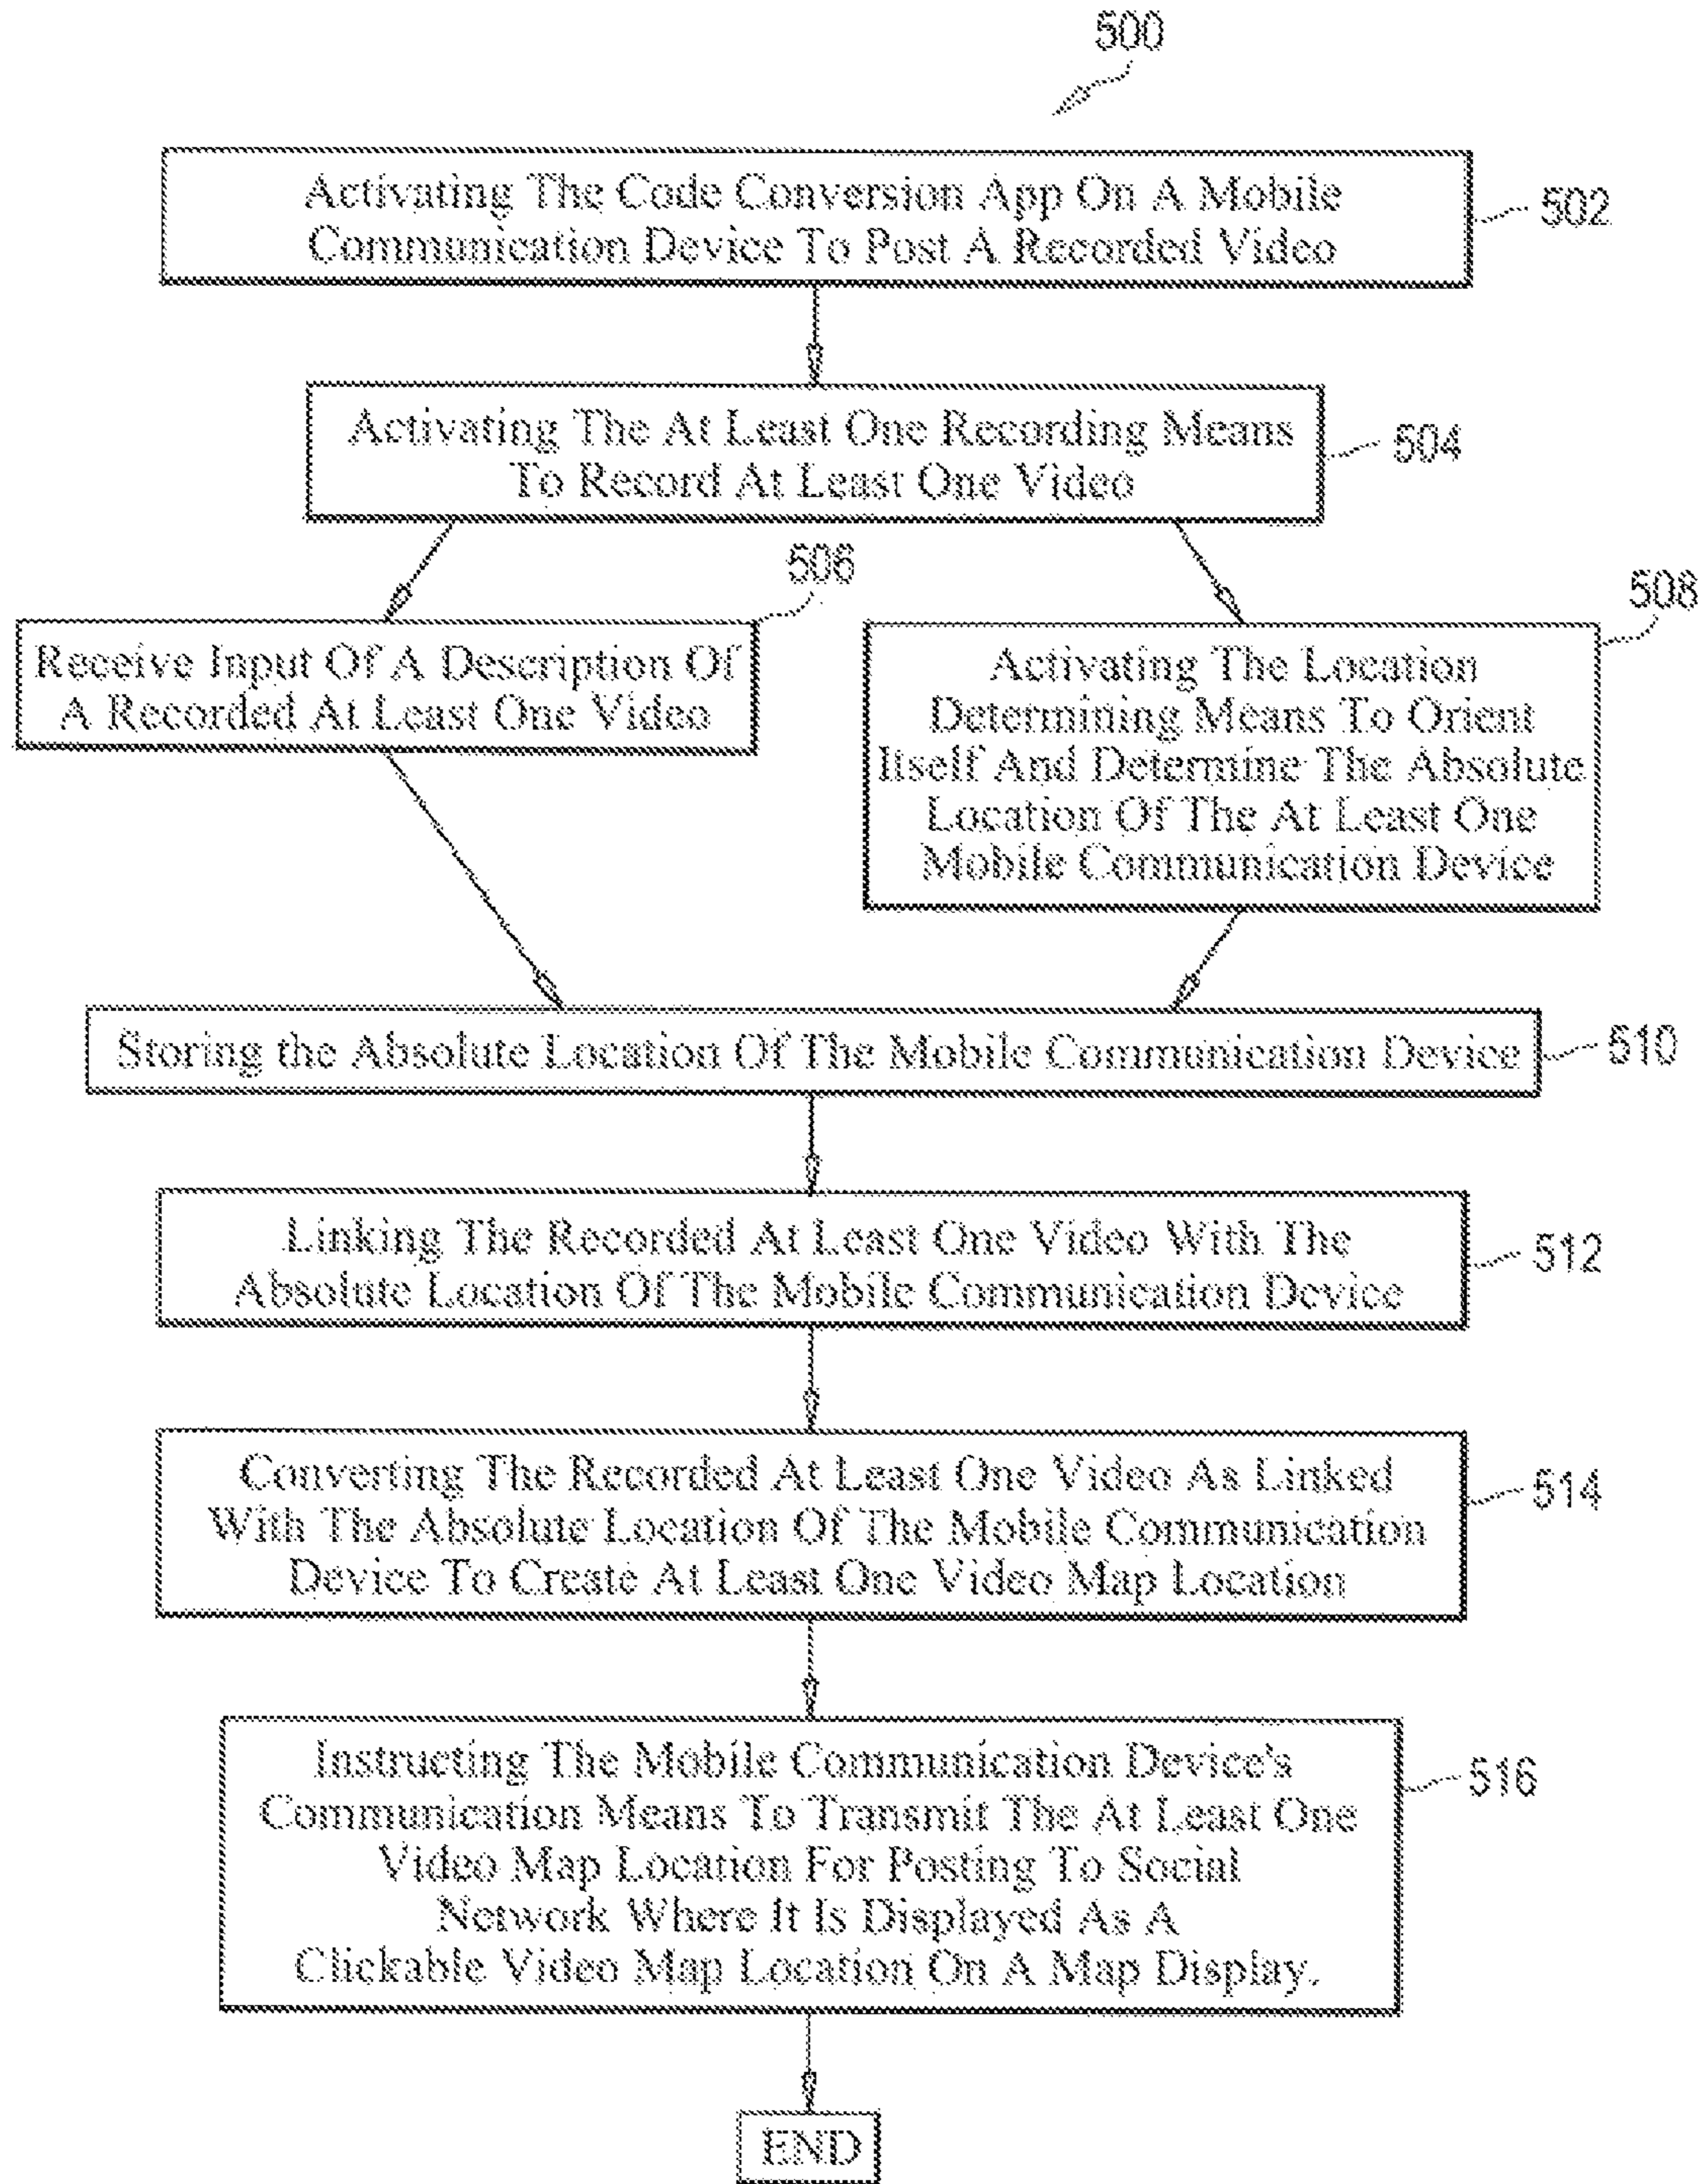 500
Activating The Code Conversion App On A Mobile
Communication Device To Post A Recorded Video
502
Activating The At Least One Recording Means
To Record At Least One Video
504
506
Receive Input Of A Description Of
A Recorded At Least One Video
508
Activating The Location
Determining Means To Orient
Itself And Determine The Absolute
Location Of The At Least One
Mobile Communication Device
Storing the Absolute Location Of The Mobile Communication Device
510
Linking The Recorded At Least One Video With The
Absolute Location Of The Mobile Communication Device
512
Converting The Recorded At Least One Video As Linked
With The Absolute Location Of The Mobile Communication
Device To Create At Least One Video Map Location
514
Instructing The Mobile Communication Device's
Communication Means To Transmit The At Least One
Video Map Location For Posting To Social
Network Where It Is Displayed As A
Clickable Video Map Location On A Map Display.
516
END